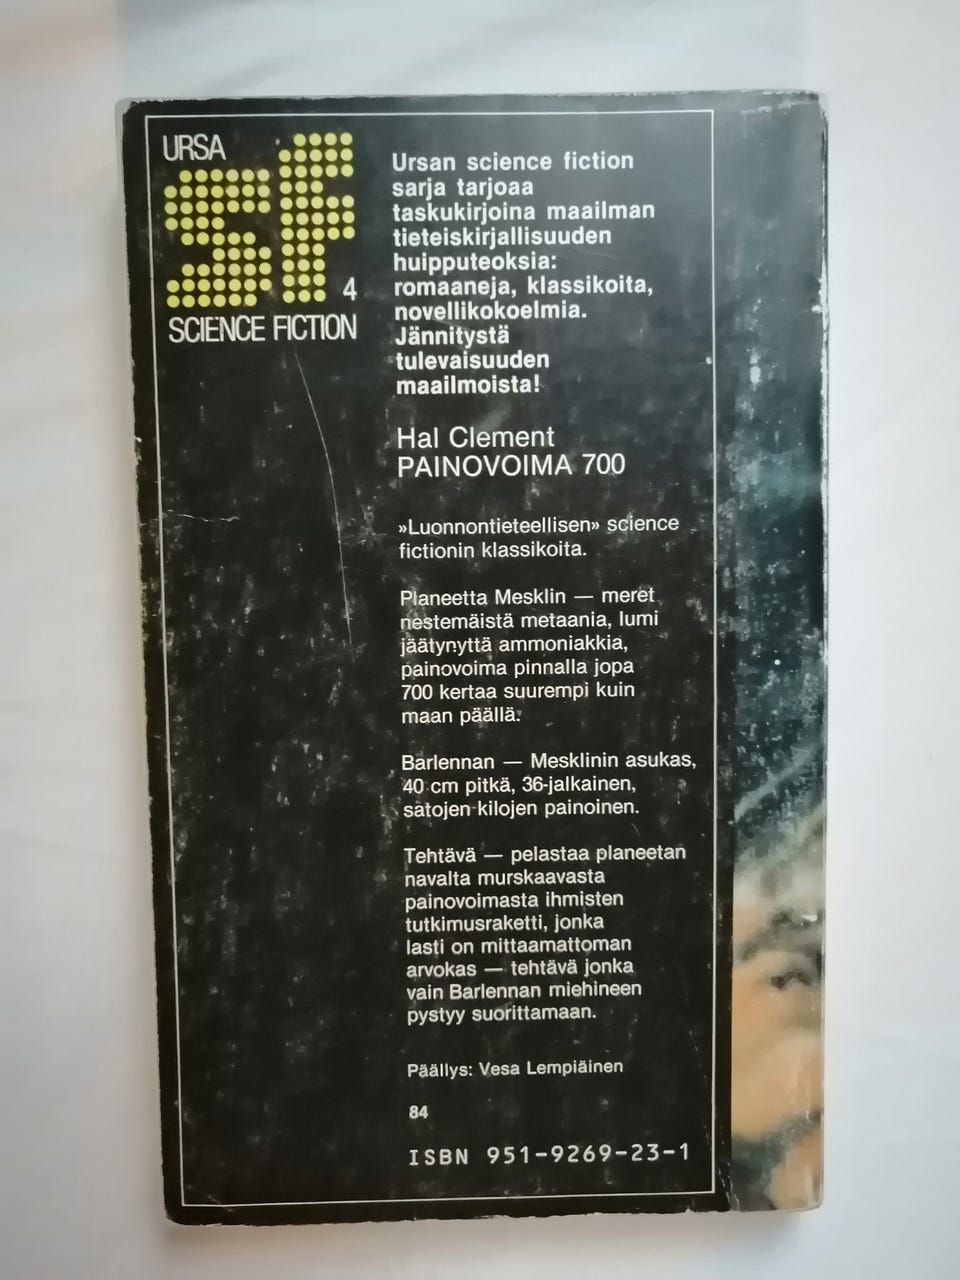 URSA
sf
4
SCIENCE FICTION
Ursan science fiction
sarja tarjoaa
taskukirjoina maailman
tieteiskirjallisuuden
huipputeoksia:
romaaneja, klassikoita,
novellikokoelmia.
Jännitystä
tulevaisuuden
maailmoista!
Hal Clement
PAINOVOIMA 700
»Luonnontieteellisen» science
fictionin klassikoita.
Planeetta Mesklin — meret
nestemäistä metaania, lumi
jäätynyttä ammoniakkia,
painovoima pinnalla jopa
700 kertaa suurempi kuin
maan päällä.
Barlennan — Mesklinin asukas,
40 cm pitkä, 36-jalkainen,
satojen kilojen painoinen.
Tehtävä — pelastaa planeetan
navalta murskaavasta
painovoimasta ihmisten
tutkimusraketti, jonka
lasti on mittaamattoman
arvokas — tehtävä jonka
vain Barlennan miehineen
pystyy suorittamaan.
Päällys: Vesa Lempiäinen
84
ISBN 951-9269-23-1